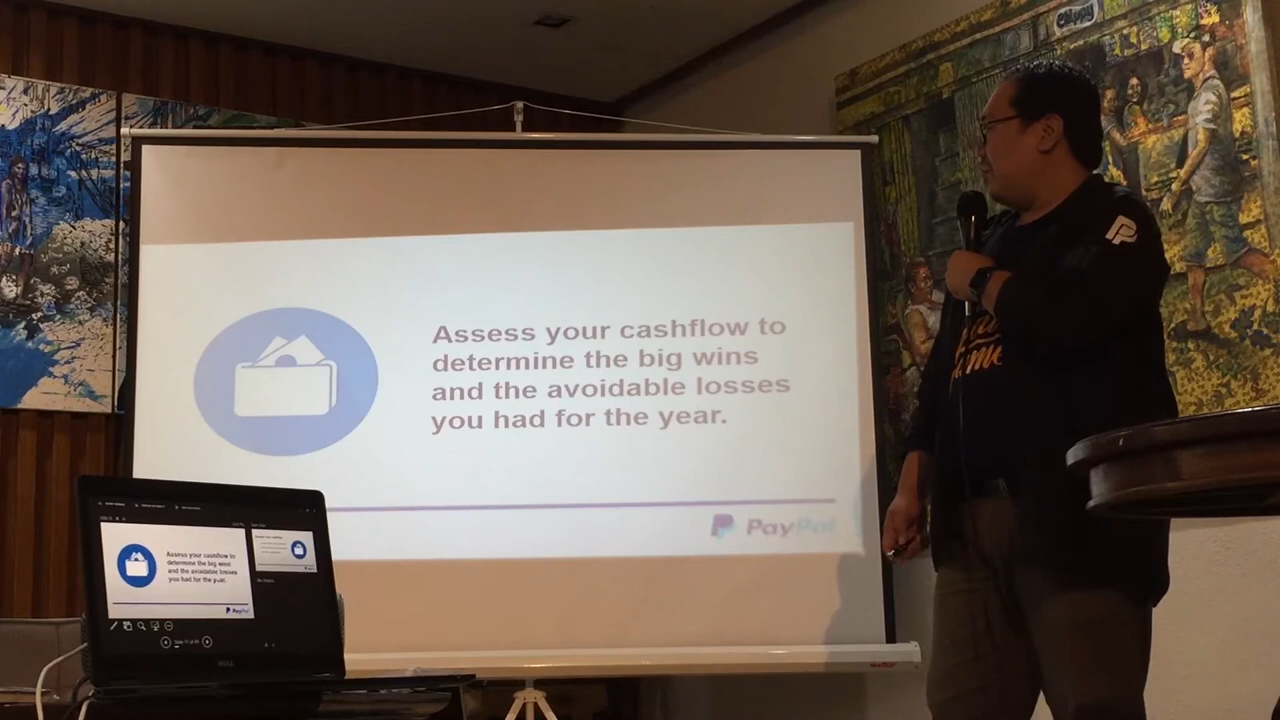 Assess your cashflow to
determine the big wins
and the avoidable losses
you had for the year.
PayPal
Assess your cashflow to
determine the big wins
and the avoidable losses
you had for the year.
PayPal
DELL